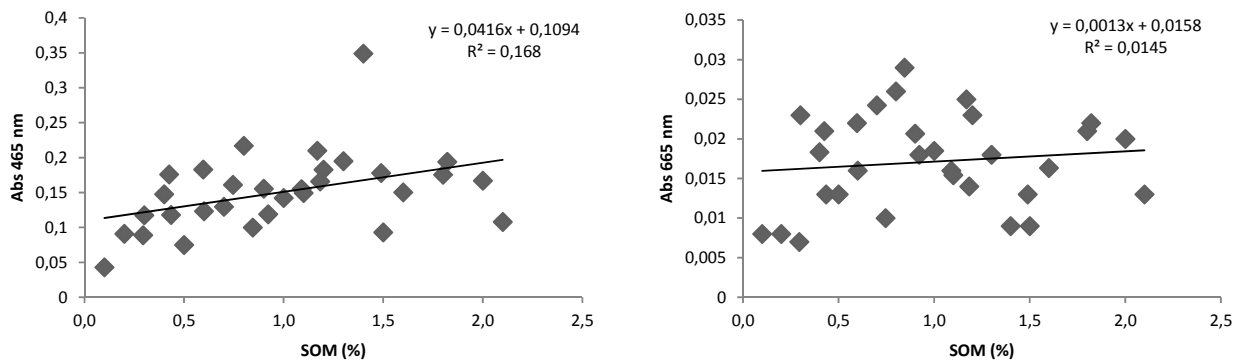 y = 0,0416x + 0,1094
R² = 0,168
0,4
0,35
0,3
0,25
0,2
0,15
0,1
0,05
0
Abs 465 nm
0,0 0,5 1,0 1,5 2,0 2,5
SOM (%)
y = 0,0013x + 0,0158
R² = 0,0145
0,035
0,03
0,025
0,02
0,015
0,01
0,005
0
Abs 665 nm
0,0 0,5 1,0 1,5 2,0 2,5
SOM (%)